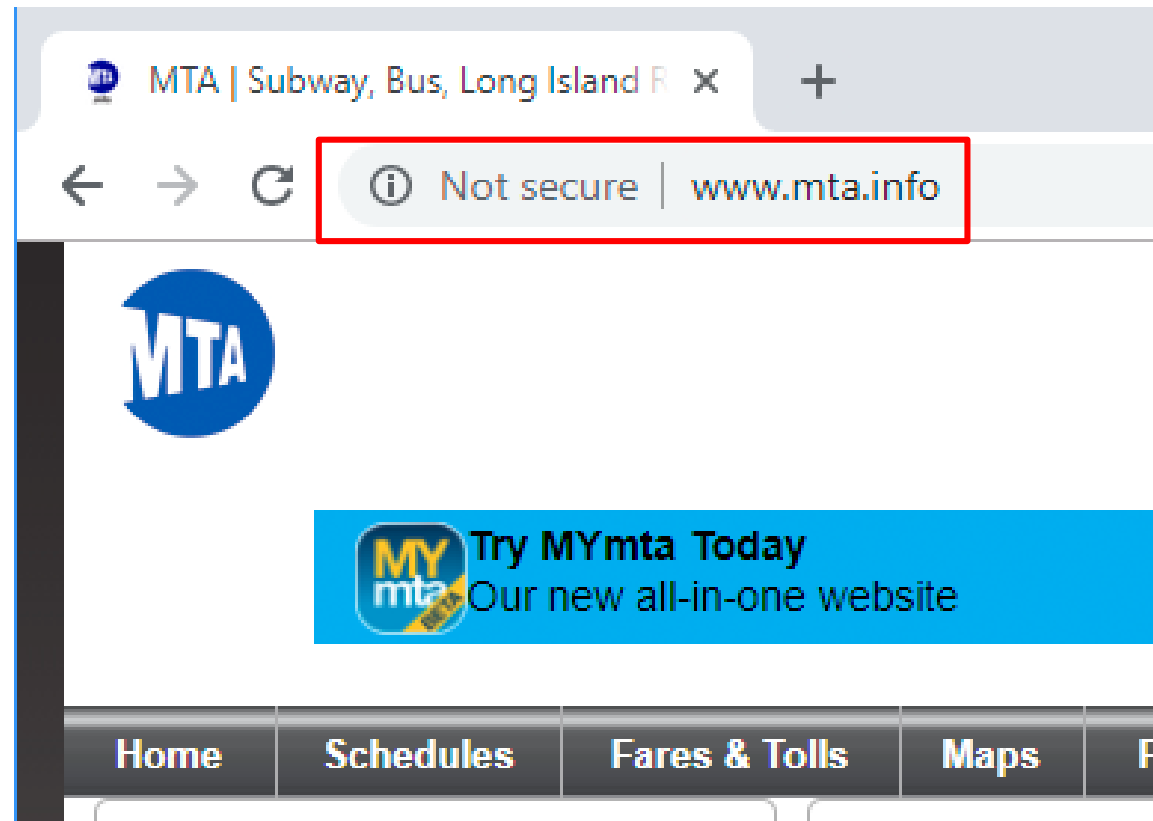 MTA | Subway, Bus, Long Island R
Not secure | www.mta.info
MTA
MY
mta
BETA
Try MYmta Today
Our new all-in-one website
Home Schedules Fares & Tolls Maps